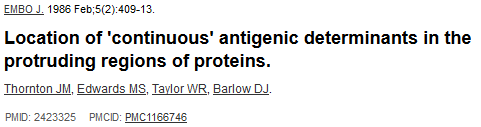 EMBO J. 1986 Feb;5(2):409-13.
Location of 'continuous' antigenic determinants in the
protruding regions of proteins.
Thornton JM, Edwards MS, Taylor WR, Barlow DJ.
PMID: 2423325 PMCID: PMC1166746